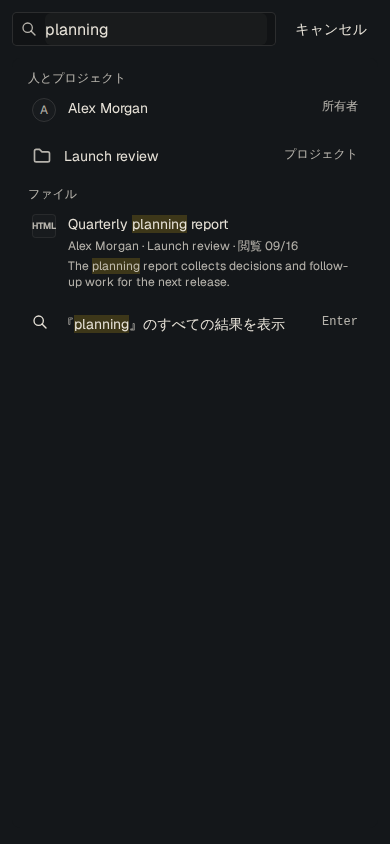 planning
キャンセル
人とプロジェクト
A
Alex Morgan
所有者
Launch review
プロジェクト
ファイル
HTML
Quarterly planning report
Alex Morgan · Launch review · 閲覧 09/16
The planning report collects decisions and follow-
up work for the next release.
『planning』のすべての結果を表示
Enter